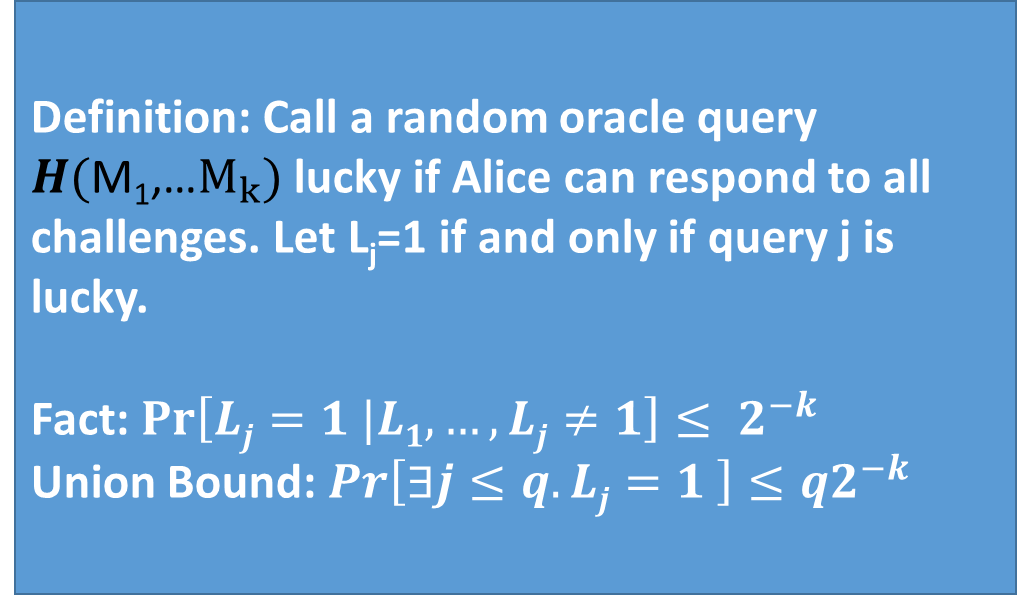 Definition: Call a random oracle query
H(M₁,…Mₖ) lucky if Alice can respond to all
challenges. Let Lⱼ=1 if and only if query j is
lucky.
Fact: Pr[Lⱼ = 1 |L₁, … , Lⱼ ≠ 1] ≤ 2⁻ᵏ
Union Bound: Pr[∃j ≤ q. Lⱼ = 1 ] ≤ q2⁻ᵏ